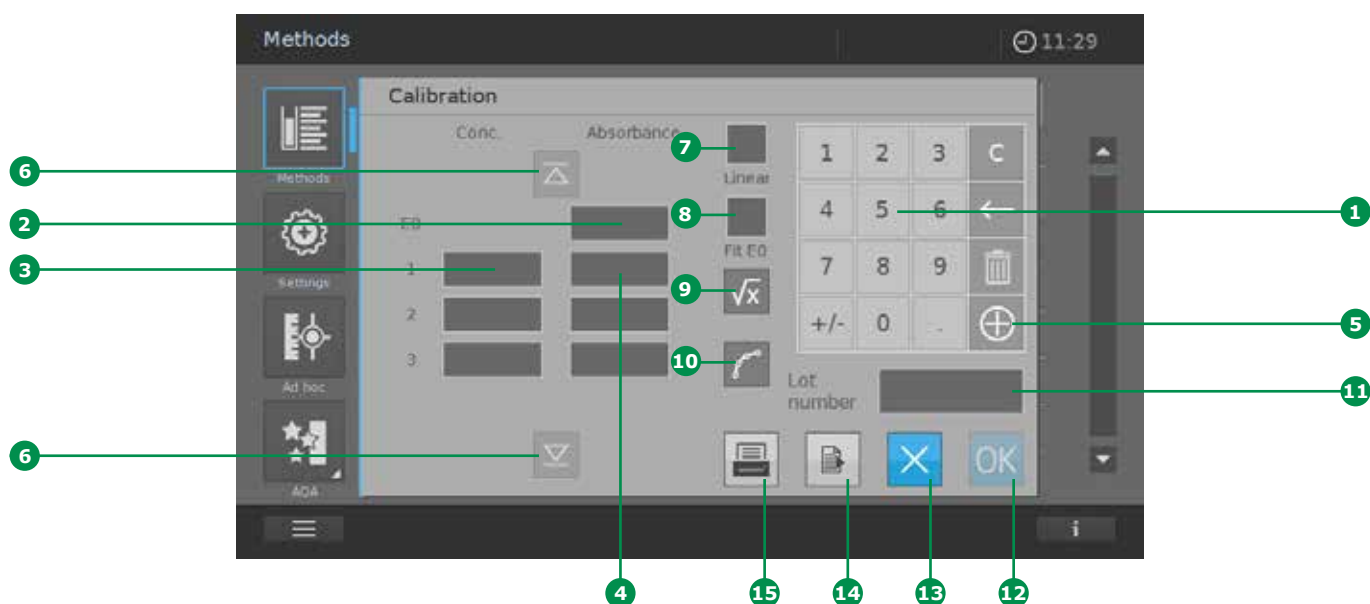 Methods
11:29
Calibration
Conc.
Absorbance
7
1
2
3
C
6
Methods
Linear
2
E0
8
4
5
6
←
1
3
1
Fit E0
7
8
9
Settings
9
√x
2
+/-
0
.
5
10
3
Ad hoc
Lot
number
11
6
OK
AQA
i
4
15
14
13
12